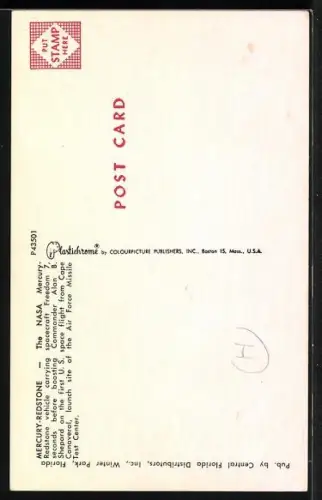 PUT
STAMP
HERE
POST CARD
P43501
Plastichrome® by COLOURPICTURE PUBLISHERS, INC., Boston 15, Mass., U.S.A.
MERCURY-REDSTONE — The NASA Mercury-
Redstone vehicle carrying spacecraft Freedom 7,
seconds before boosting Commander Alan B.
Shepard on the first U.S. space flight from Cape
Canaveral, launch site of the Air Force Missile
Test Center.
Pub. by Central Florida Distributors, Inc., Winter Park, Florida
H